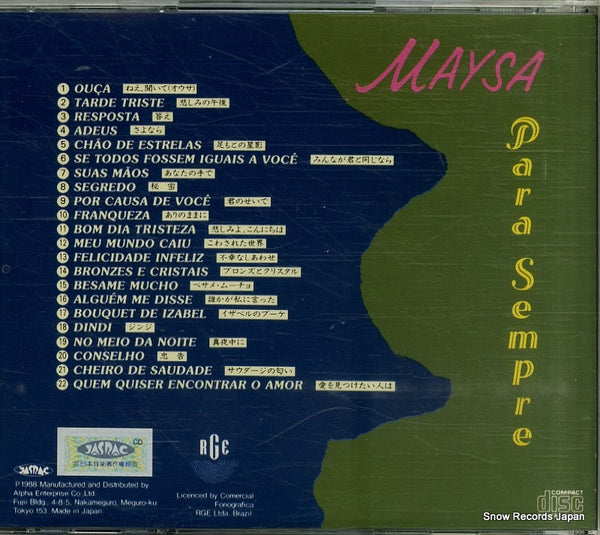 MAYSA
Para Sempre
1 OUÇA ねえ、聞いて(オウサ)
2 TARDE TRISTE 悲しみの午後
3 RESPOSTA 答え
4 ADEUS さよなら
5 CHÃO DE ESTRELAS 足もとの星影
6 SE TODOS FOSSEM IGUAIS A VOCÊ みんなが君と同じなら
7 SUAS MÃOS あなたの手で
8 SEGREDO 秘密
9 POR CAUSA DE VOCÊ 君のせいで
10 FRANQUEZA ありのままに
11 BOM DIA TRISTEZA 悲しみよ、こんにちは
12 MEU MUNDO CAIU こわされた世界
13 FELICIDADE INFELIZ 不幸なしあわせ
14 BRONZES E CRISTAIS ブロンズとクリスタル
15 BESAME MUCHO ベサメ・ムーチョ
16 ALGUÉM ME DISSE 誰かが私に言った
17 BOUQUET DE IZABEL イザベルのブーケ
18 DINDI ジンジ
19 NO MEIO DA NOITE 真夜中に
20 CONSELHO 忠告
21 CHEIRO DE SAUDADE サウダージの匂い
22 QUEM QUISER ENCONTRAR O AMOR 愛を見つけたい人は
CD
JASRAC
RGE
JASRAC
P 1988 Manufactured and Distributed by
Alpha Enterprise Co. Ltd.
Fujii Bldg., 4-8-5, Nakameguro, Meguro-ku
Tokyo 153 Made in Japan
Licenced by Comercial
Fonografica
RGE Ltda. Brazil.
COMPACT
disc
Snow Records Japan